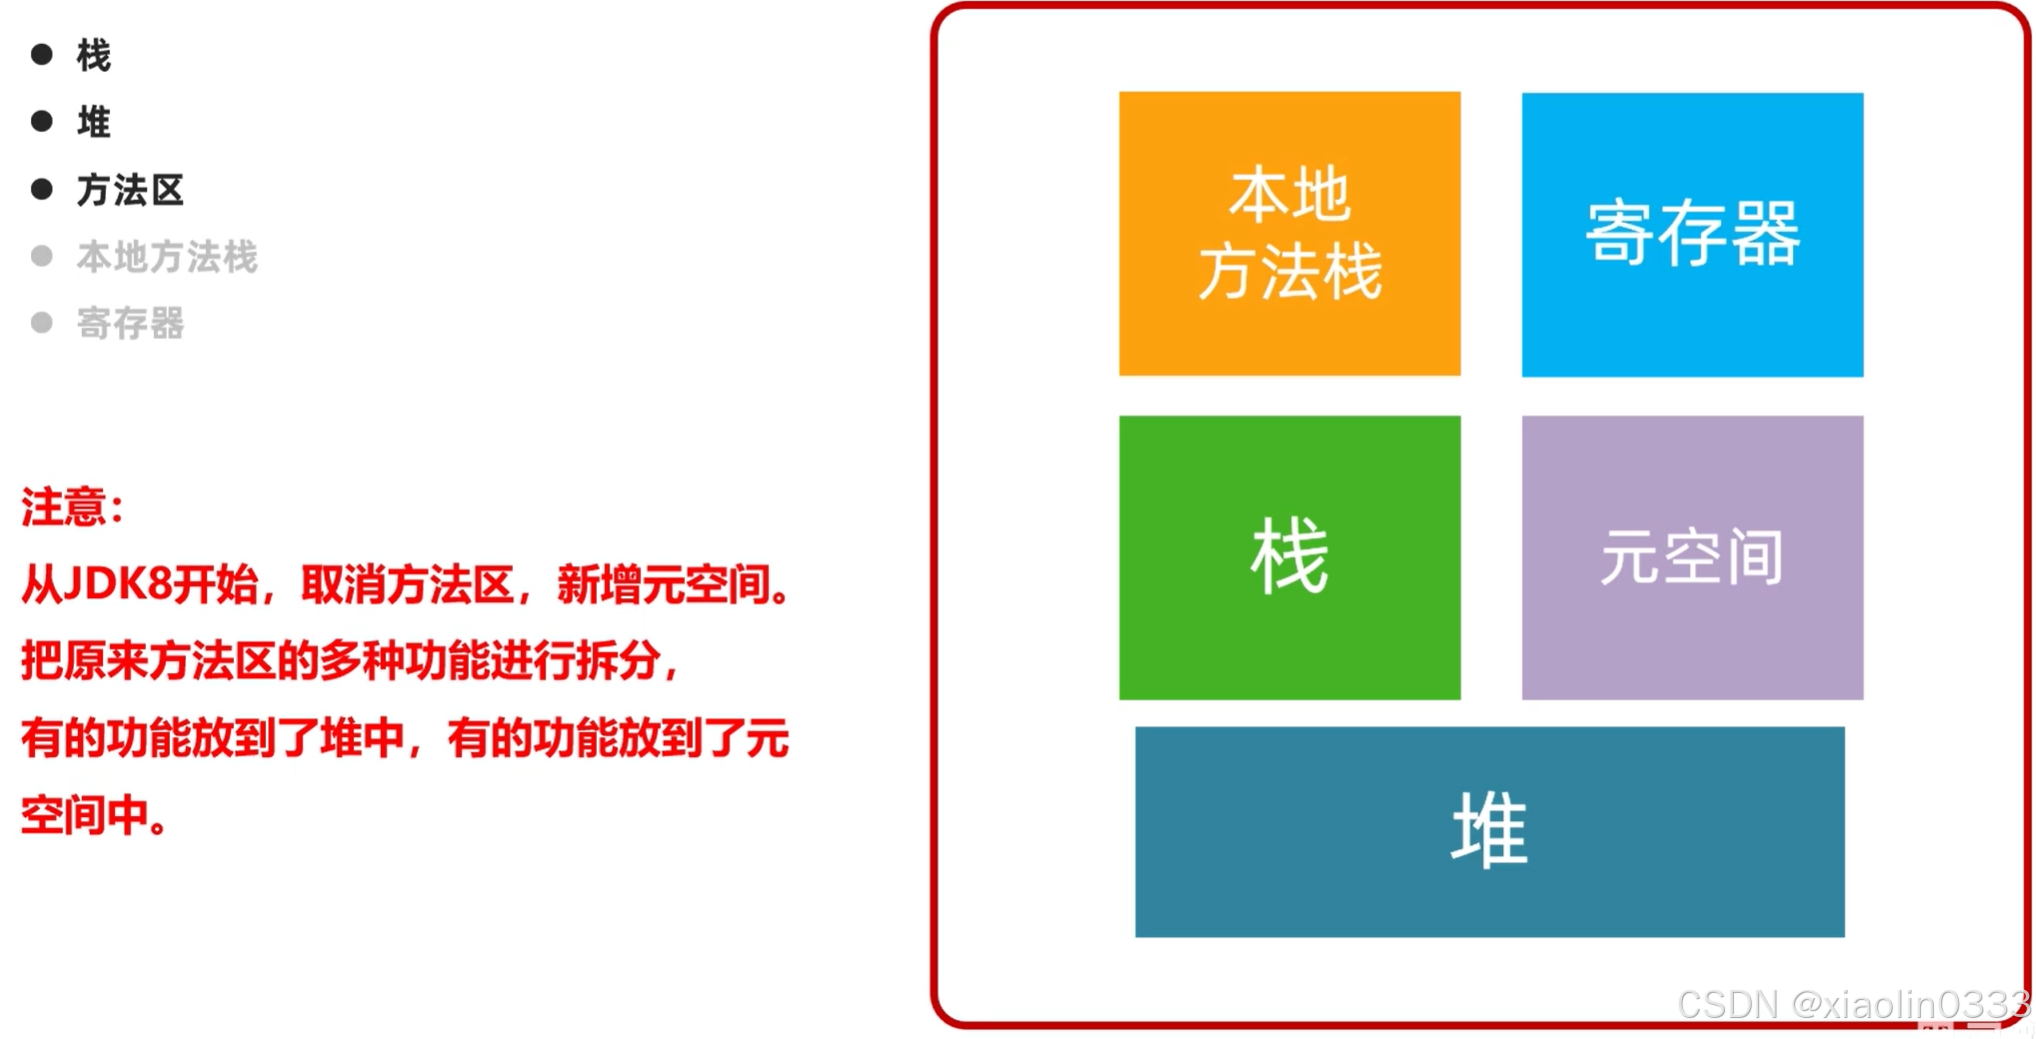 栈
堆
方法区
本地方法栈
寄存器
注意：
从JDK8开始，取消方法区，新增元空间。
把原来方法区的多种功能进行拆分，
有的功能放到了堆中，有的功能放到了元
空间中。
本地
方法栈
寄存器
栈
元空间
堆
CSDN @xiaolin0333